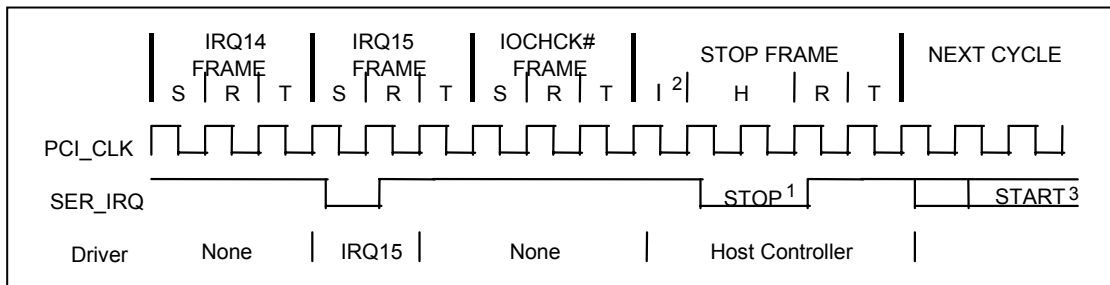 IRQ14 FRAME
IRQ15 FRAME
IOCHCK# FRAME
STOP FRAME
NEXT CYCLE
S R T S R T S R T I 2 H R T
PCI_CLK
SER_IRQ STOP 1 START 3
Driver None IRQ15 None Host Controller